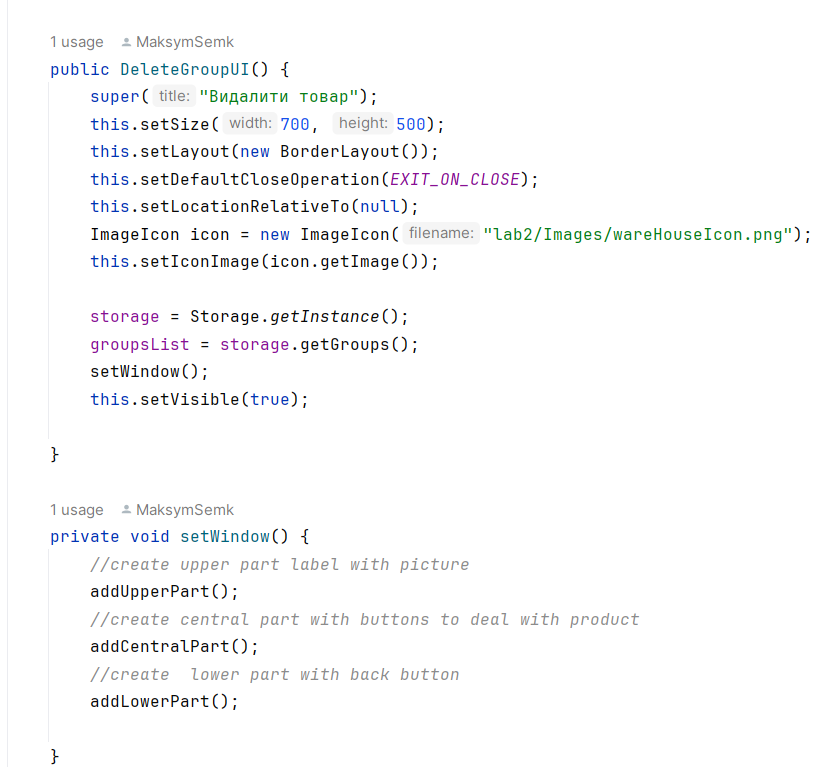 1 usage MaksymSemk
public DeleteGroupUI() {
super( title: "Видалити товар");
this.setSize( width: 700, height: 500);
this.setLayout(new BorderLayout());
this.setDefaultCloseOperation(EXIT_ON_CLOSE);
this.setLocationRelativeTo(null);
ImageIcon icon = new ImageIcon( filename: "lab2/Images/wareHouseIcon.png");
this.setIconImage(icon.getImage());
storage = Storage.getInstance();
groupsList = storage.getGroups();
setWindow();
this.setVisible(true);
}
1 usage MaksymSemk
private void setWindow() {
//create upper part label with picture
addUpperPart();
//create central part with buttons to deal with product
addCentralPart();
//create  lower part with back button
addLowerPart();
}